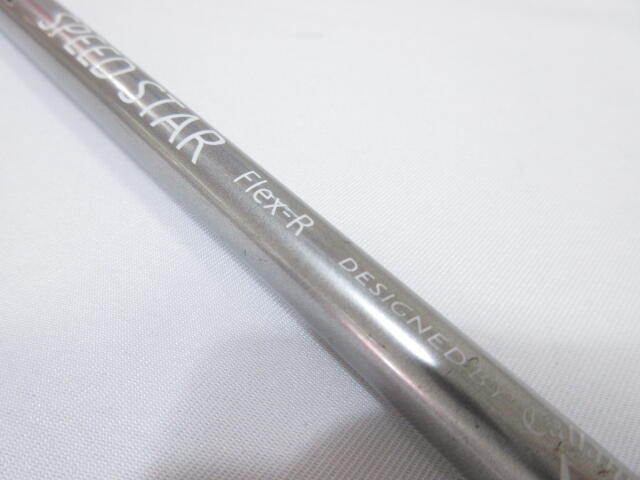 SPEED STAR Flex-R DESIGNED BY